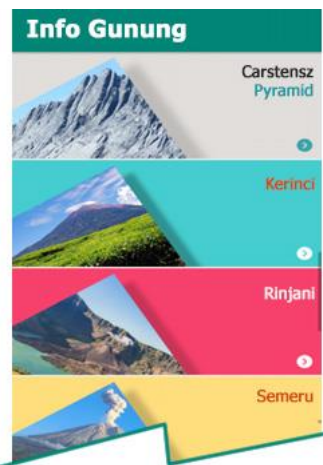 Info Gunung
Carstensz
Pyramid
Kerinci
Rinjani
Semeru